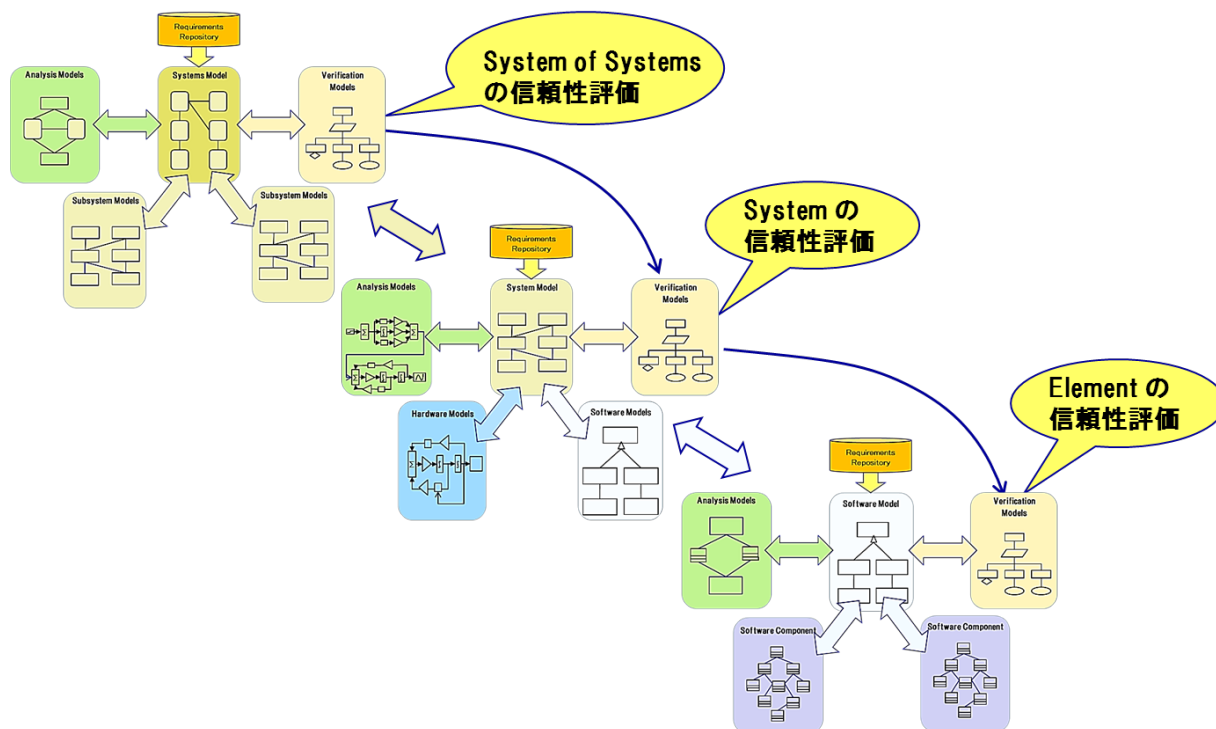 Requirements
Repository
Analysis Models
Systems Model
Verification
Models
System of Systems
の信頼性評価
Subsystem Models
Subsystem Models
System の
信頼性評価
Requirements
Repository
Analysis Models
System Model
Verification
Models
Σ
Σ
Σ
Hardware Models
Software Models
Σ
Element の
信頼性評価
Requirements
Repository
Analysis Models
Software Model
Verification
Models
Software Component
Software Component